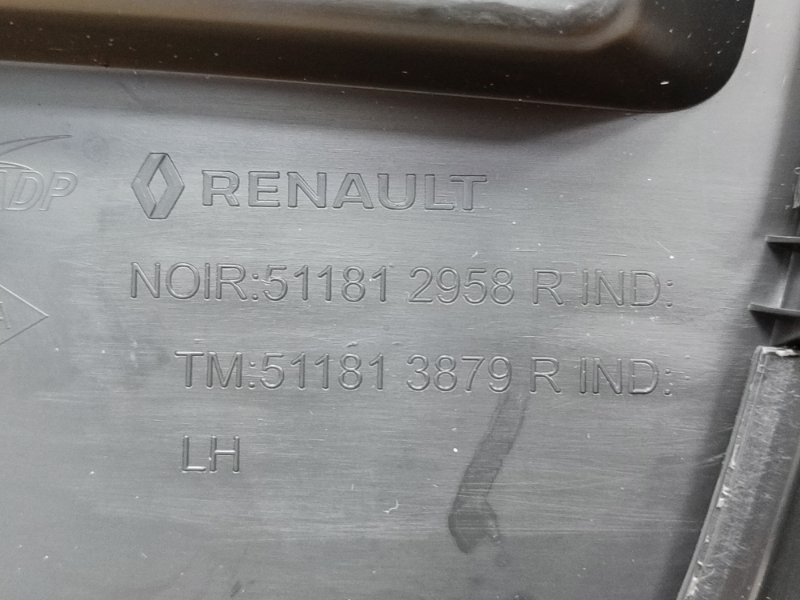 RENAULT
NOIR:51181 2958 R IND:
TM:51181 3879 R IND:
LH